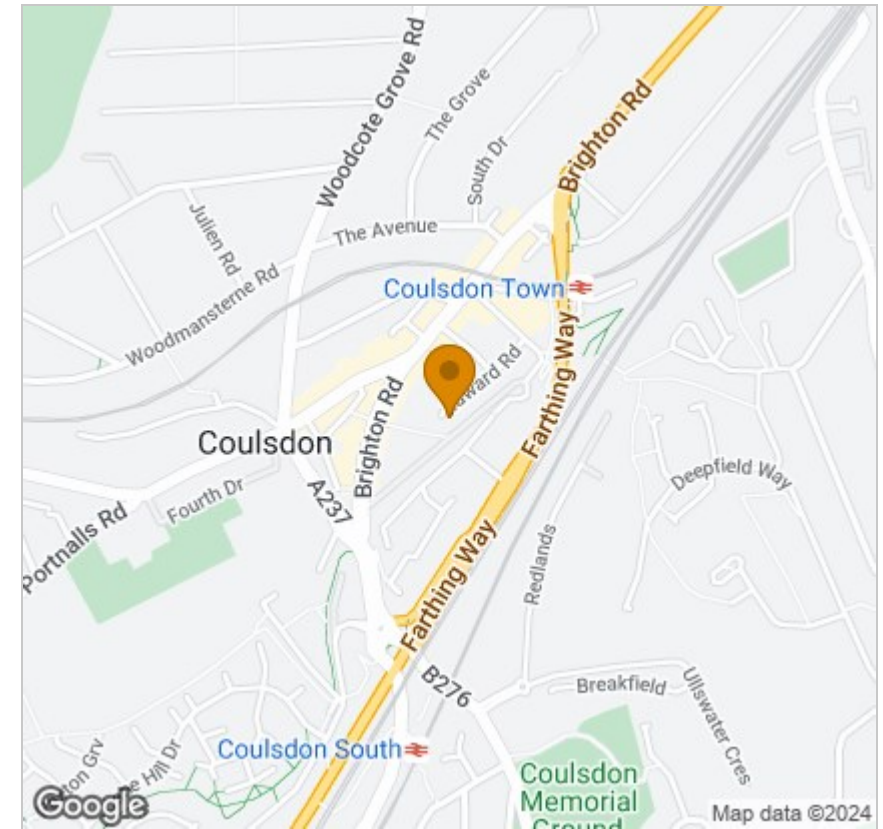 Woodcote Grove Rd
The Grove
South Dr
Brighton Rd
Julien Rd
The Avenue
Woodmansterne Rd
Coulsdon Town
Farthing Way
Brighton Rd
Coulsdon
A237
Fourth Dr
Portnalls Rd
Deepfield Way
Redlands
Farthing Way
B276
Breakfield
Ullswater Cres
Coulsdon South
Coulsdon
Memorial
Ground
Google
Map data ©2024